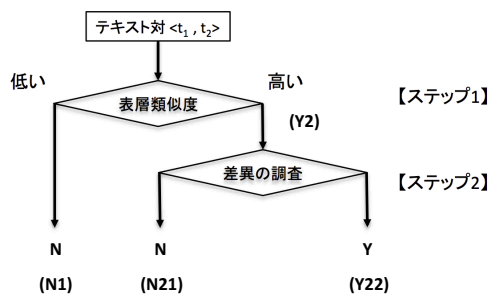 テキスト対 <t1 , t2>
低い
高い
表層類似度
【ステップ1】
(Y2)
差異の調査
【ステップ2】
N
N
Y
(N1)
(N21)
(Y22)